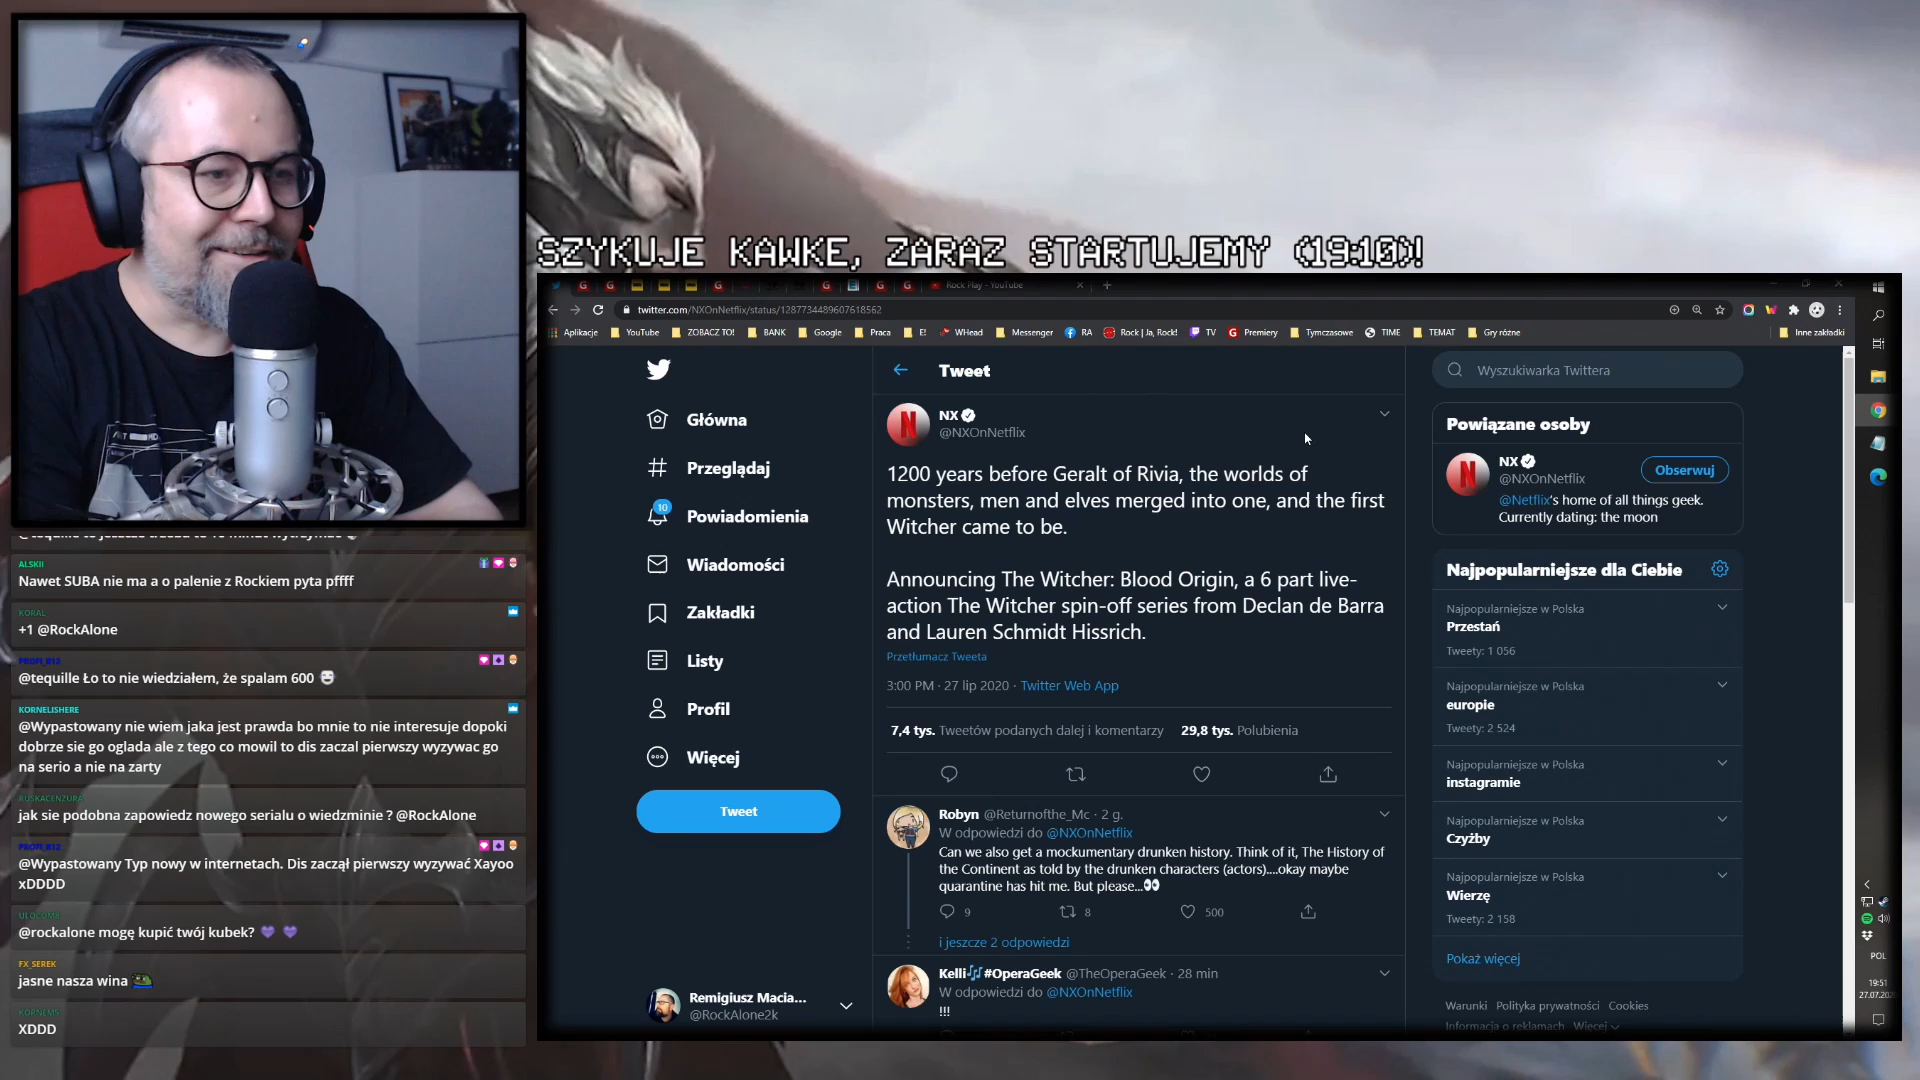 SZYKUJE KAWKE, ZARAZ STARTUJEMY (19:10)!
ALSKII
Nawet SUBA nie ma a o palenie z Rockiem pyta pffff
KORAL
+1 @RockAlone
PROFI_812
@tequille Ło to nie wiedziałem, że spalam 600
KORNELISHERE
@Wypastowany nie wiem jaka jest prawda bo mnie to nie interesuje dopoki
dobrze sie go oglada ale z tego co mowil to dis zaczal pierwszy wyzywac go
na serio a nie na zarty
RUSKACENZURA
jak sie podobna zapowiedz nowego serialu o wiedzminie ? @RockAlone
PROFI_812
@Wypastowany Typ nowy w internetach. Dis zaczął pierwszy wyzywać Xayoo
xDDDD
@rockalone mogę kupić twój kubek? 💜 💜
FX_SEREK
jasne nasza wina
KORNEMS
XDDD
Rock Play - YouTube
twitter.com/NXOnNetflix/status/1287734489607618562
Aplikacje YouTube ZOBACZ TO! BANK Google Praca E! WHead Messenger RA Rock | Ja, Rock! TV Premiery Tymczasowe TIME TEMAT Gry różne Inne zakładki
Główna
Przeglądaj
10
Powiadomienia
Wiadomości
Zakładki
Listy
Profil
Więcej
Tweet
Remigiusz Macia...
@RockAlone2k
Tweet
NX
@NXOnNetflix
1200 years before Geralt of Rivia, the worlds of
monsters, men and elves merged into one, and the first
Witcher came to be.
Announcing The Witcher: Blood Origin, a 6 part live-
action The Witcher spin-off series from Declan de Barra
and Lauren Schmidt Hissrich.
Przetłumacz Tweeta
3:00 PM · 27 lip 2020 · Twitter Web App
7,4 tys. Tweetów podanych dalej i komentarzy 29,8 tys. Polubienia
Robyn @Returnofthe_Mc · 2 g.
W odpowiedzi do @NXOnNetflix
Can we also get a mockumentary drunken history. Think of it, The History of
the Continent as told by the drunken characters (actors)....okay maybe
quarantine has hit me. But please...👀
9 8 500
i jeszcze 2 odpowiedzi
Kelli🎶#OperaGeek @TheOperaGeek · 28 min
W odpowiedzi do @NXOnNetflix
!!!
Wyszukiwarka Twittera
Powiązane osoby
NX
@NXOnNetflix
Obserwuj
@Netflix's home of all things geek.
Currently dating: the moon
Najpopularniejsze dla Ciebie
Najpopularniejsze w Polska
Przestań
Tweety: 1 056
Najpopularniejsze w Polska
europie
Tweety: 2 524
Najpopularniejsze w Polska
instagramie
Najpopularniejsze w Polska
Czyżby
Najpopularniejsze w Polska
Wierzę
Tweety: 2 158
Pokaż więcej
Warunki Polityka prywatności Cookies
Informacja o reklamach Więcej
POL
19:51